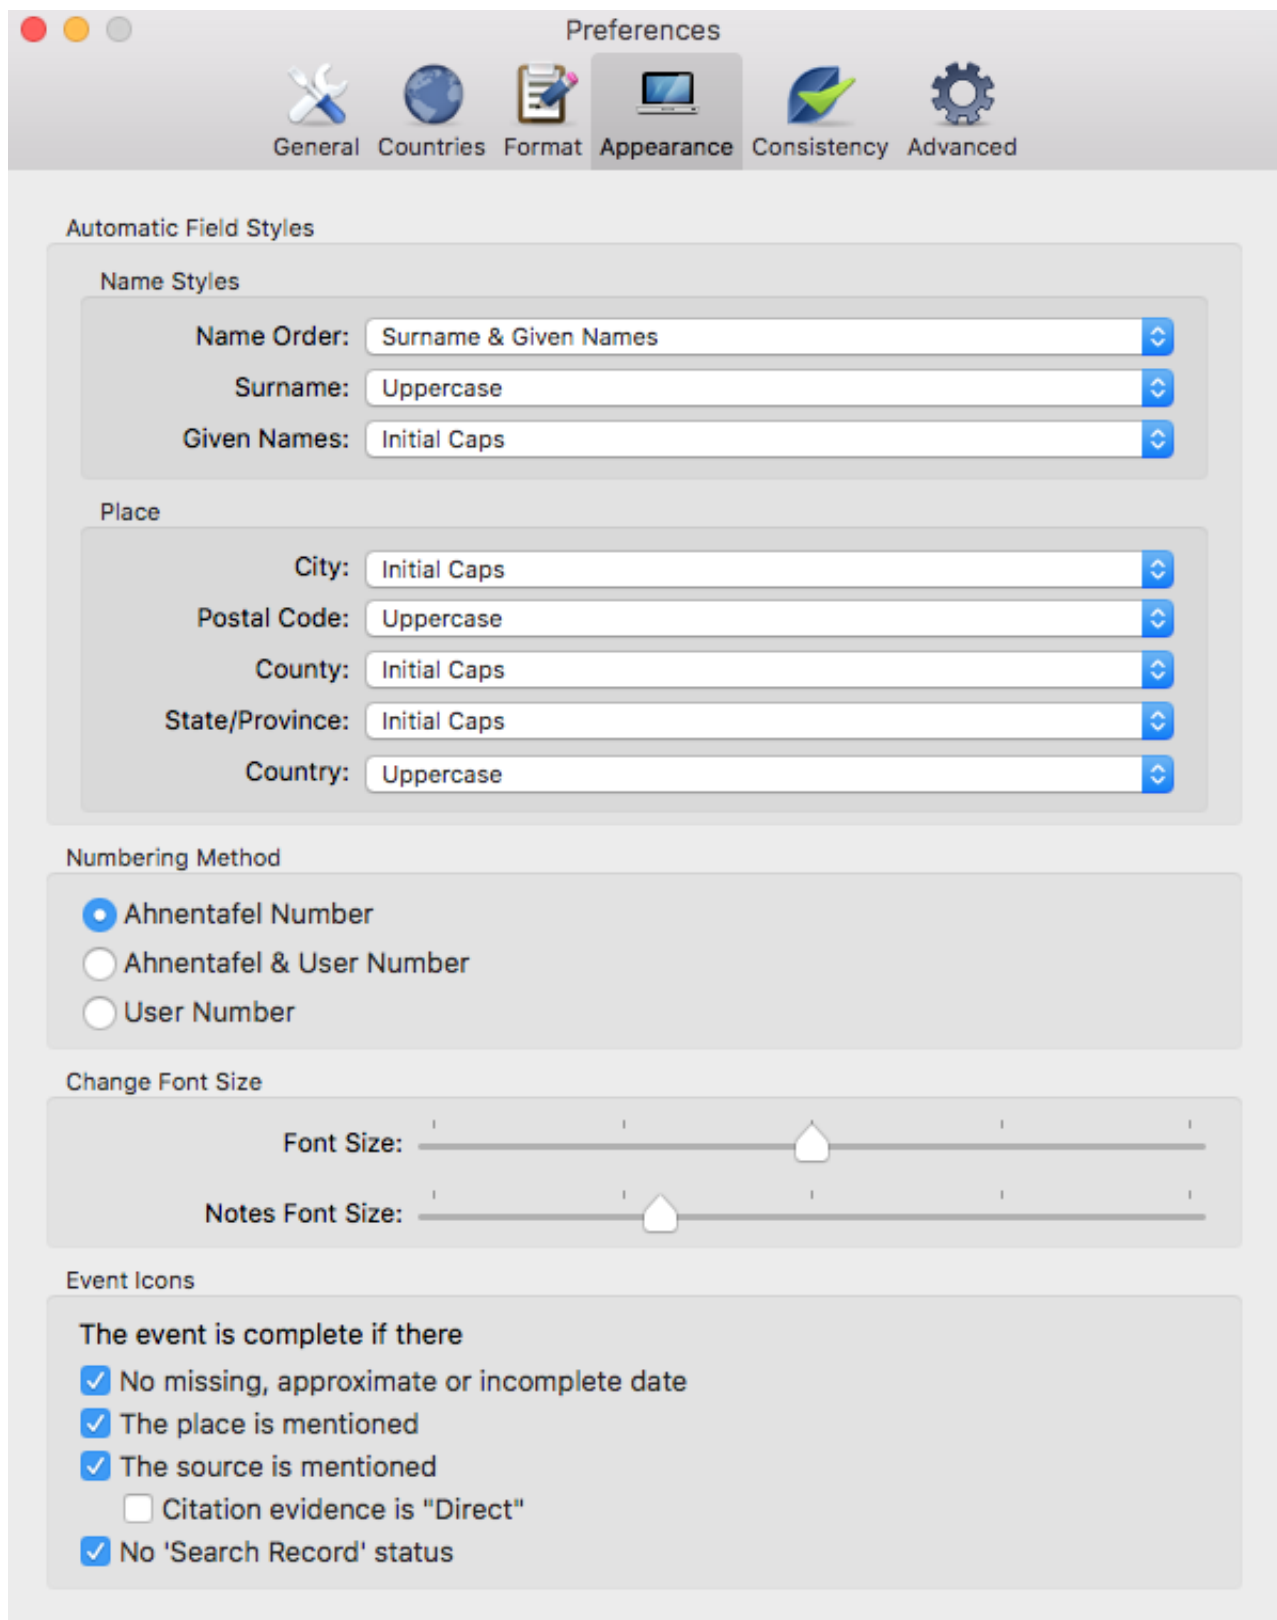 Preferences
General Countries Format Appearance Consistency Advanced
Automatic Field Styles
Name Styles
Name Order: Surname & Given Names
Surname: Uppercase
Given Names: Initial Caps
Place
City: Initial Caps
Postal Code: Uppercase
County: Initial Caps
State/Province: Initial Caps
Country: Uppercase
Numbering Method
Ahnentafel Number
Ahnentafel & User Number
User Number
Change Font Size
Font Size:
Notes Font Size:
Event Icons
The event is complete if there
No missing, approximate or incomplete date
The place is mentioned
The source is mentioned
Citation evidence is "Direct"
No 'Search Record' status